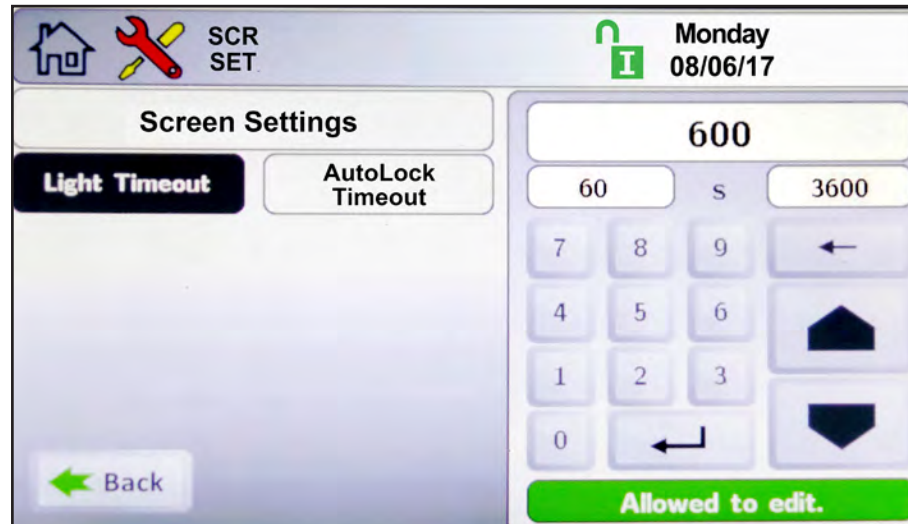 SCR
SET
I
Monday
08/06/17
Screen Settings
Light Timeout
AutoLock
Timeout
Back
600
60 s 3600
7 8 9
4 5 6
1 2 3
0
Allowed to edit.